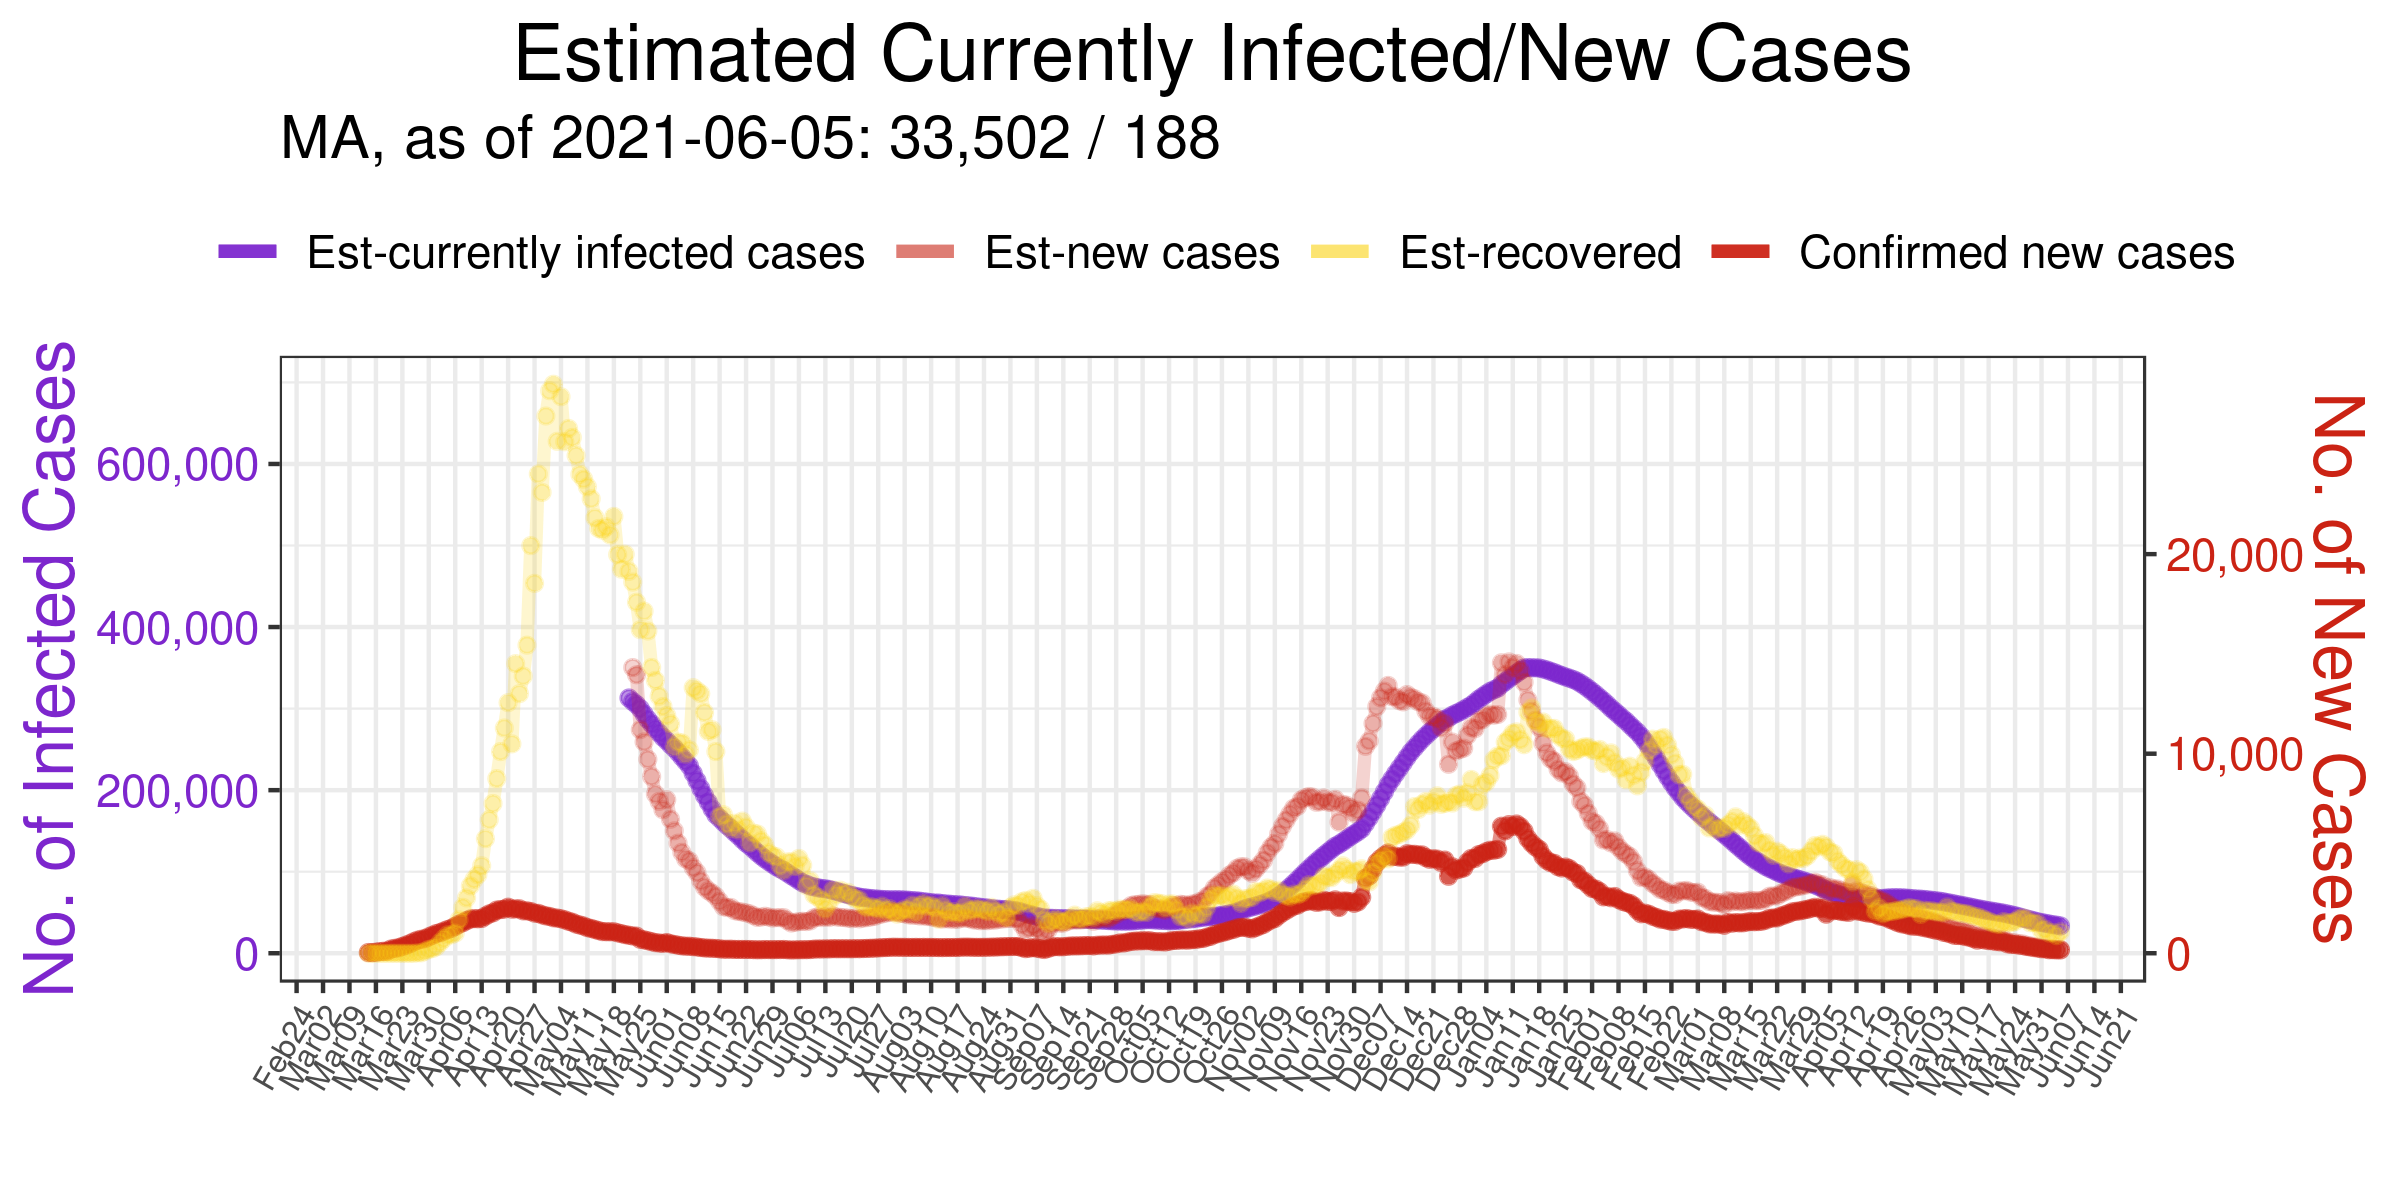 Estimated Currently Infected/New Cases
MA, as of 2021-06-05: 33,502 / 188
Est-currently infected cases Est-new cases Est-recovered Confirmed new cases
No. of Infected Cases
600,000
400,000
200,000
0
20,000
10,000
0
No. of New Cases
Feb24 Mar02 Mar09 Mar16 Mar23 Mar30 Apr06 Apr13 Apr20 Apr27 May04 May11 May18 May25 Jun01 Jun08 Jun15 Jun22 Jun29 Jul06 Jul13 Jul20 Jul27 Aug03 Aug10 Aug17 Aug24 Aug31 Sep07 Sep14 Sep21 Sep28 Oct05 Oct12 Oct19 Oct26 Nov02 Nov09 Nov16 Nov23 Nov30 Dec07 Dec14 Dec21 Dec28 Jan04 Jan11 Jan18 Jan25 Feb01 Feb08 Feb15 Feb22 Mar01 Mar08 Mar15 Mar22 Mar29 Apr05 Apr12 Apr19 Apr26 May03 May10 May17 May24 May31 Jun07 Jun14 Jun21